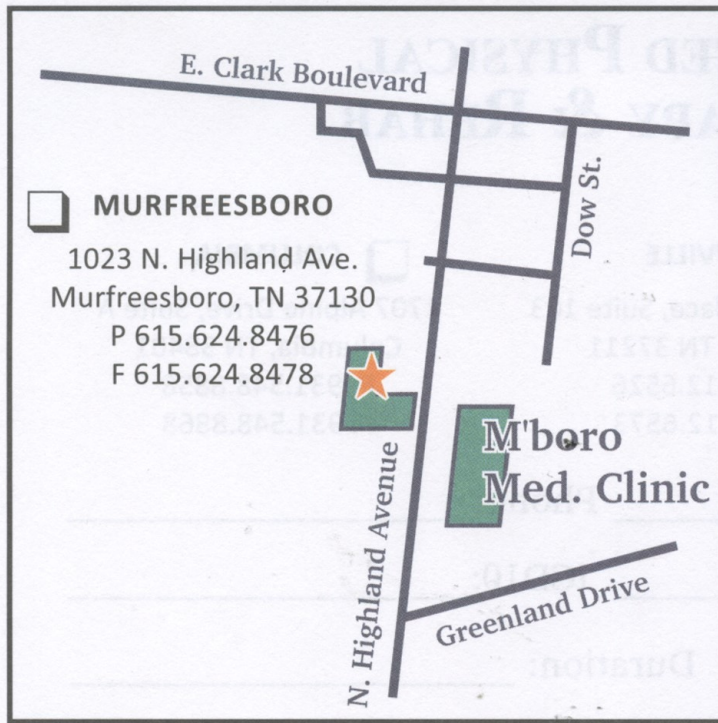 E. Clark Boulevard
Dow St.
MURFREESBORO
1023 N. Highland Ave.
Murfreesboro, TN 37130
P 615.624.8476
F 615.624.8478
M'boro
Med. Clinic
N. Highland Avenue
Greenland Drive